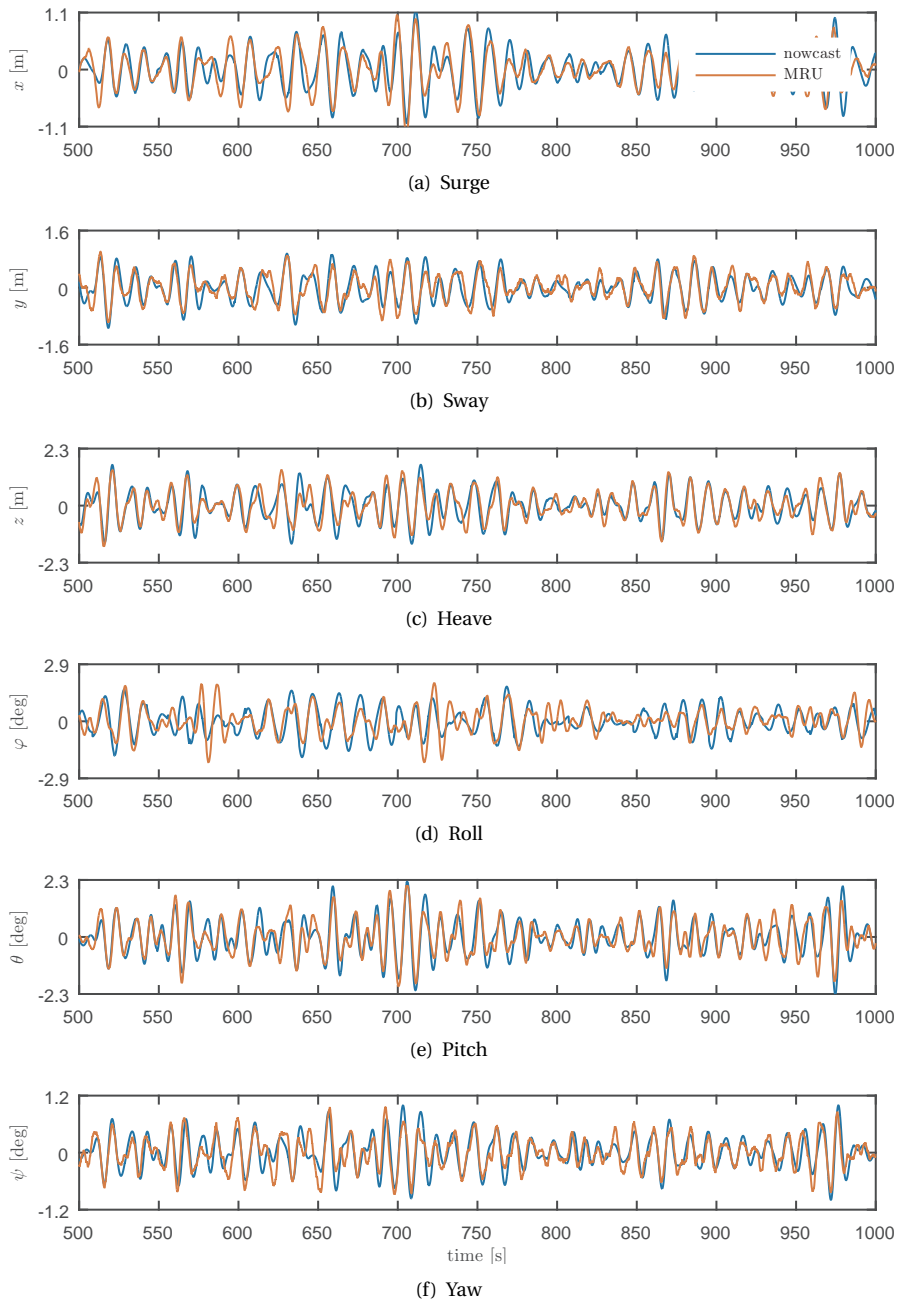 1.1
x [m]
0
-1.1
nowcast
MRU
500 550 600 650 700 750 800 850 900 950 1000
(a) Surge
1.6
y [m]
0
-1.6
500 550 600 650 700 750 800 850 900 950 1000
(b) Sway
2.3
z [m]
0
-2.3
500 550 600 650 700 750 800 850 900 950 1000
(c) Heave
2.9
φ [deg]
0
-2.9
500 550 600 650 700 750 800 850 900 950 1000
(d) Roll
2.3
θ [deg]
0
-2.3
500 550 600 650 700 750 800 850 900 950 1000
(e) Pitch
1.2
ψ [deg]
0
-1.2
500 550 600 650 700 750 800 850 900 950 1000
time [s]
(f) Yaw